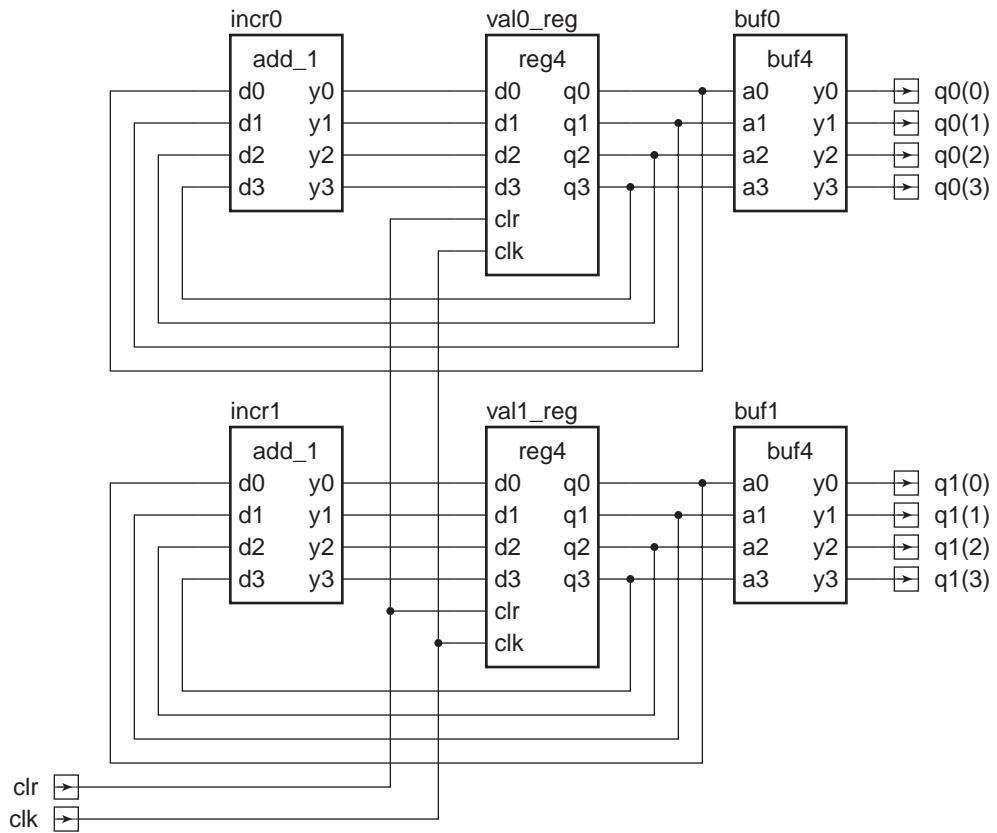 incr0 val0_reg buf0
add_1 reg4 buf4
d0 y0 d0 q0 a0 y0 q0(0)
d1 y1 d1 q1 a1 y1 q0(1)
d2 y2 d2 q2 a2 y2 q0(2)
d3 y3 d3 q3 a3 y3 q0(3)
clr
clk
incr1 val1_reg buf1
add_1 reg4 buf4
d0 y0 d0 q0 a0 y0 q1(0)
d1 y1 d1 q1 a1 y1 q1(1)
d2 y2 d2 q2 a2 y2 q1(2)
d3 y3 d3 q3 a3 y3 q1(3)
clr
clk
clr
clk